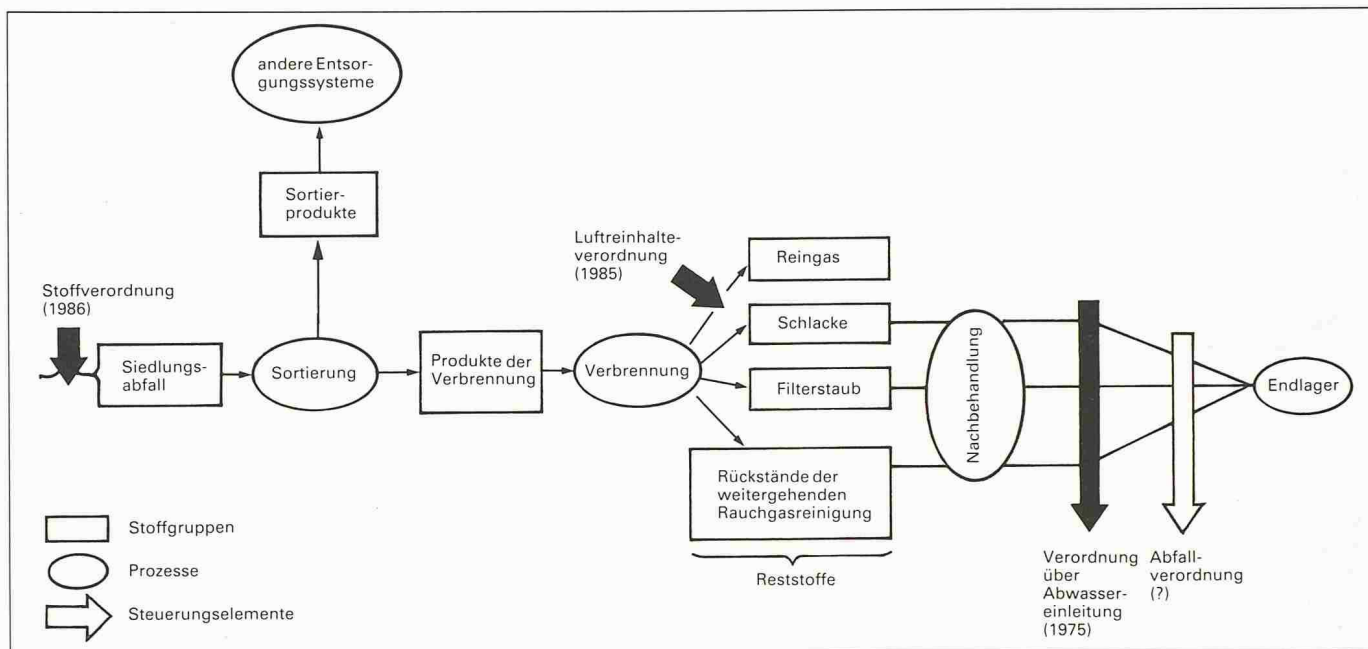 andere Entsor-
gungssysteme
Sortier-
produkte
Stoffverordnung
(1986)
Siedlungs-
abfall
Sortierung
Produkte der
Verbrennung
Verbrennung
Luftreinhalte-
verordnung
(1985)
Reingas
Schlacke
Filterstaub
Rückstände der
weitergehenden
Rauchgasreinigung
Reststoffe
Nachbehandlung
Verordnung
über
Abwasser-
einleitung
(1975)
Abfall-
verordnung
(?)
Endlager
Stoffgruppen
Prozesse
Steuerungselemente